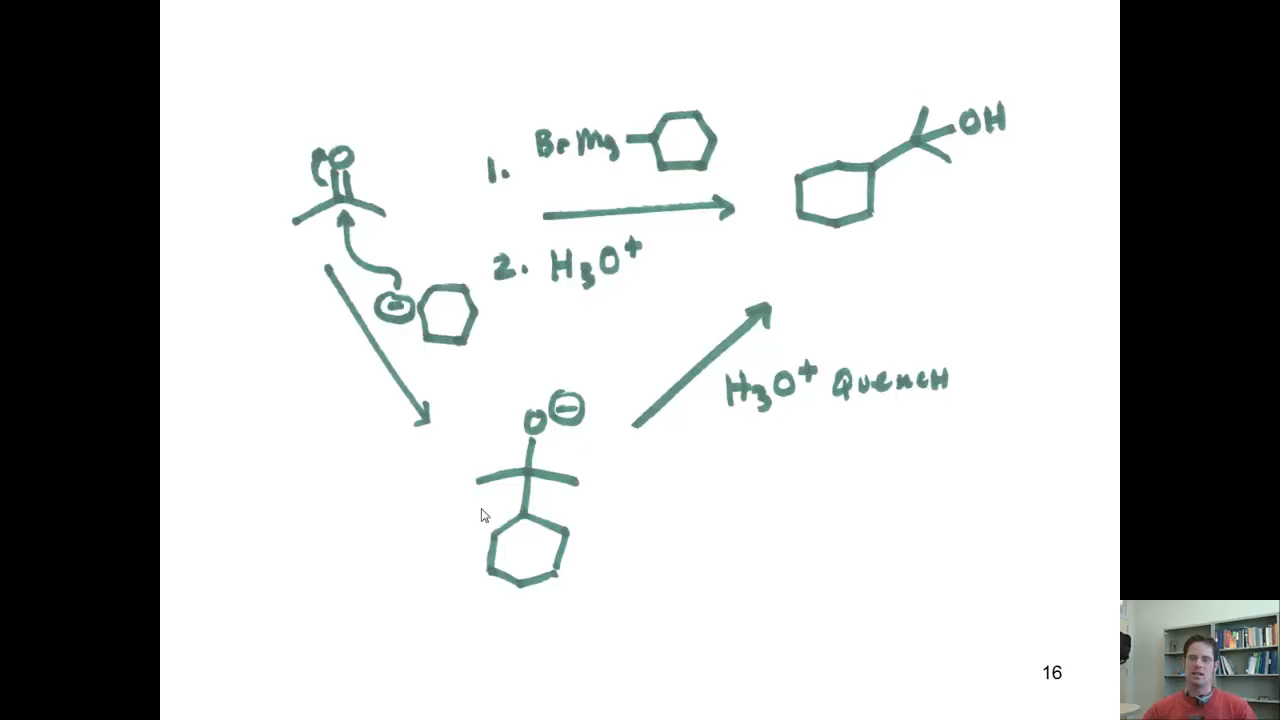 O
1. BrMg
OH
2. H3O+
−
H3O+ QuencH
O −
16